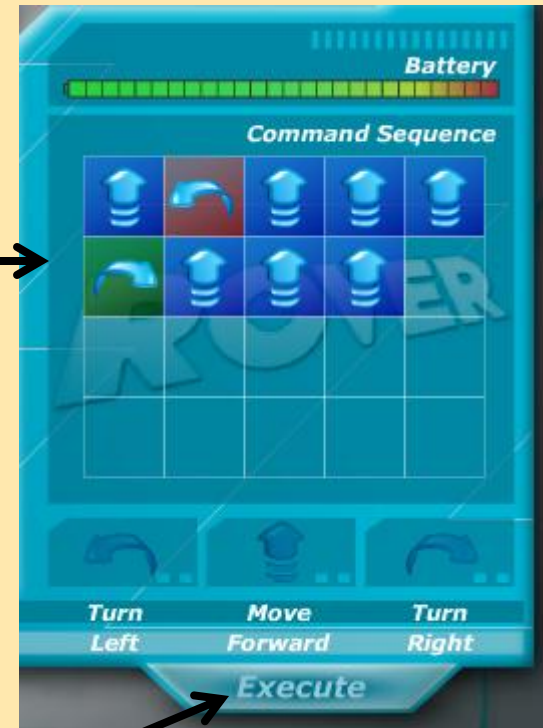 Battery
Command Sequence
ROVER
Turn Left
Move Forward
Turn Right
Execute